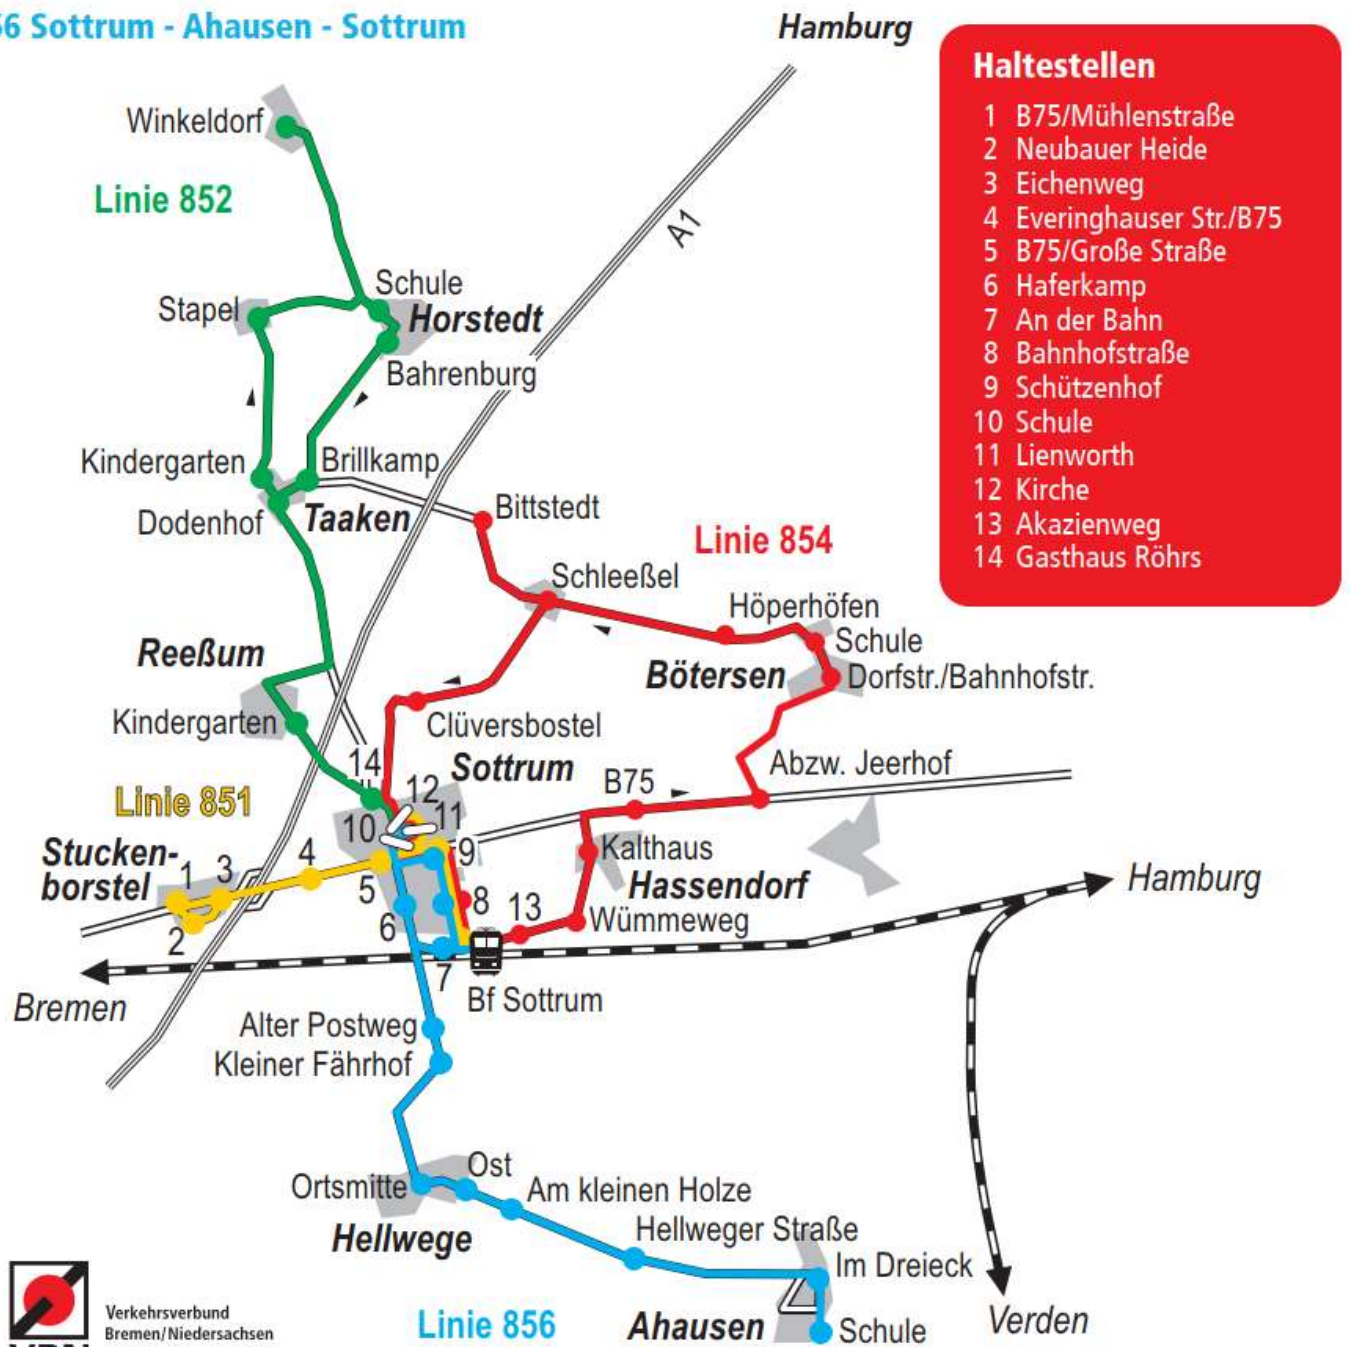 6 Sottrum - Ahausen - Sottrum
Hamburg
Haltestellen
1 B75/Mühlenstraße
2 Neubauer Heide
3 Eichenweg
4 Everinghauser Str./B75
5 B75/Große Straße
6 Haferkamp
7 An der Bahn
8 Bahnhofstraße
9 Schützenhof
10 Schule
11 Lienworth
12 Kirche
13 Akazienweg
14 Gasthaus Röhrs
Winkeldorf
Linie 852
A1
Schule
Stapel
Horstedt
Bahrenburg
Kindergarten
Brillkamp
Dodenhof
Taaken
Bittstedt
Linie 854
Schleeßel
Höperhöfen
Schule
Reeßum
Bötersen
Dorfstr./Bahnhofstr.
Kindergarten
Clüversbostel
14
Sottrum
Abzw. Jeerhof
B75
Linie 851
12
10
11
Stucken-
borstel
1
3
4
9
Kalthaus
5
Hassendorf
Hamburg
8
13
Wümmeweg
2
6
7
Bremen
Bf Sottrum
Alter Postweg
Kleiner Fährhof
Ortsmitte
Ost
Am kleinen Holze
Hellwege
Hellweger Straße
Im Dreieck
Linie 856
Ahausen
Schule
Verden
Verkehrsverbund
Bremen/Niedersachsen